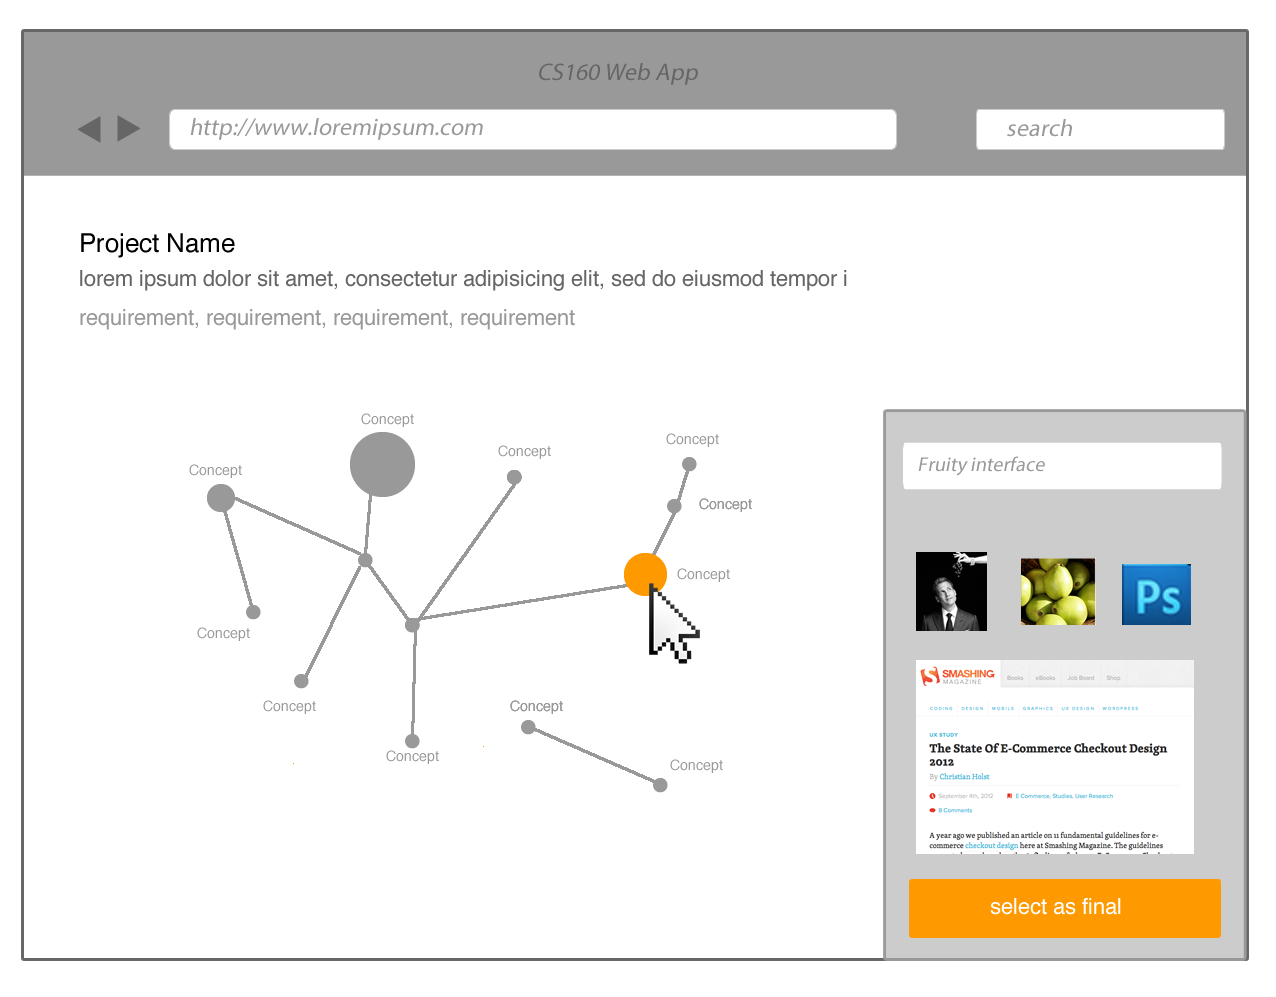 CS160 Web App
http://www.loremipsum.com
search
Project Name
lorem ipsum dolor sit amet, consectetur adipisicing elit, sed do eiusmod tempor i
requirement, requirement, requirement, requirement
Concept
Concept
Concept
Concept
Concept
Concept
Concept
Concept
Concept
Concept
Concept
Fruity interface
Ps
SMASHING
MAGAZINE
Books eBooks Job Board Shop
CODING DESIGN MOBILE GRAPHICS UX DESIGN WORDPRESS
UX STUDY
The State Of E-Commerce Checkout Design
2012
By Christian Holst
September 4th, 2012 E-Commerce, Studies, User Research
8 Comments
A year ago we published an article on 11 fundamental guidelines for e-
commerce checkout design here at Smashing Magazine. The guidelines
select as final